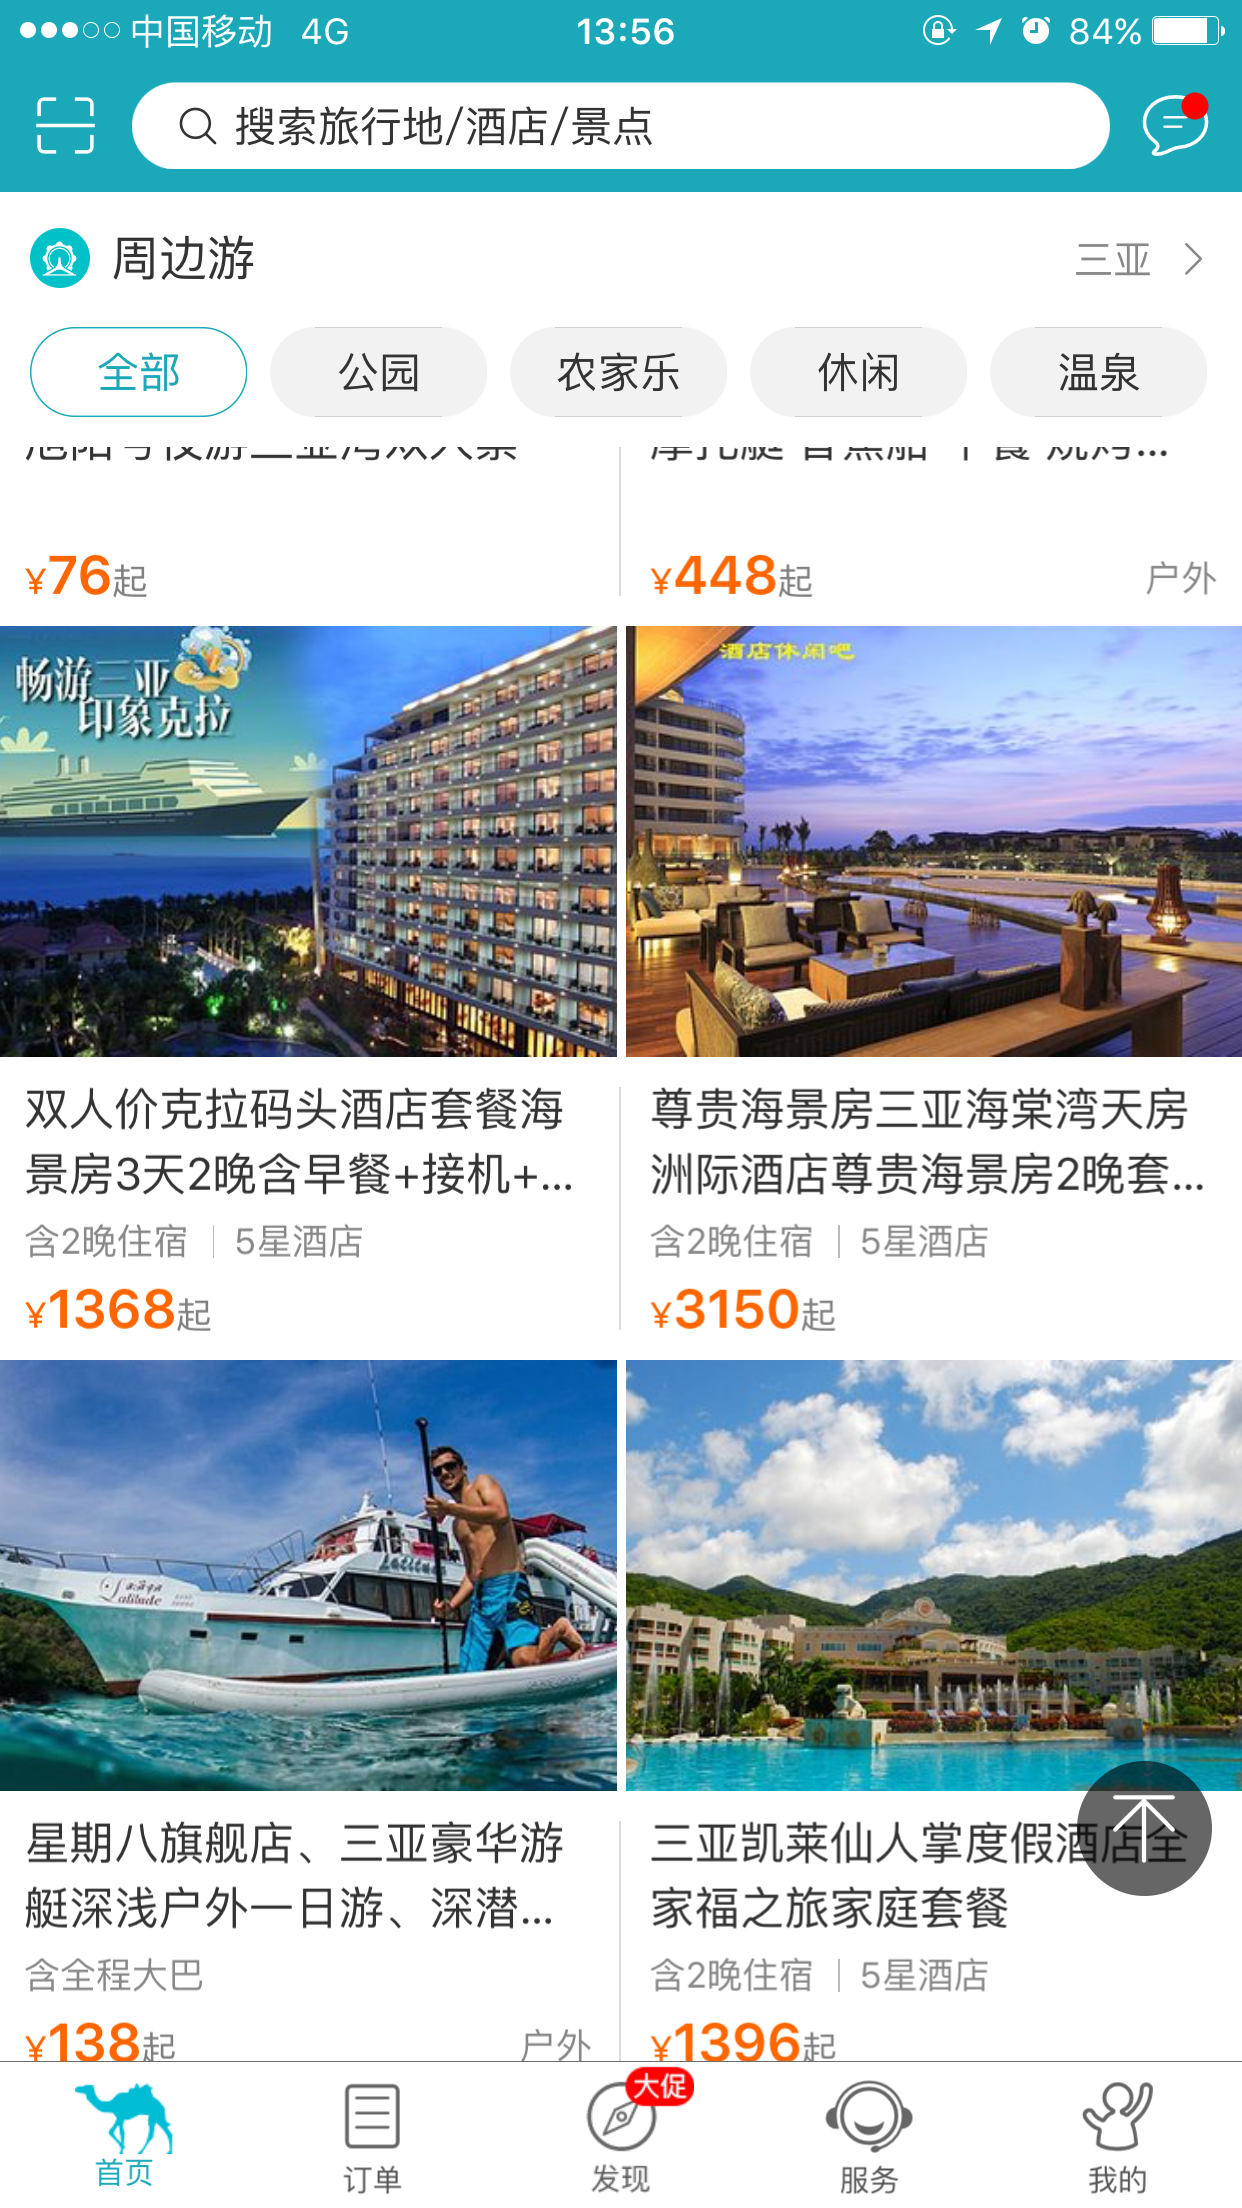 中国移动 4G 13:56 84%
搜索旅行地/酒店/景点
周边游 三亚
全部 公园 农家乐 休闲 温泉
¥76起
¥448起 户外
畅游三亚
印象克拉
酒店休闲吧
双人价克拉码头酒店套餐海
景房3天2晚含早餐+接机+...
含2晚住宿 5星酒店
¥1368起
尊贵海景房三亚海棠湾天房
洲际酒店尊贵海景房2晚套...
含2晚住宿 5星酒店
¥3150起
Latitude
星期八旗舰店、三亚豪华游
艇深浅户外一日游、深潜...
含全程大巴
¥138起 户外
三亚凯莱仙人掌度假酒店全
家福之旅家庭套餐
含2晚住宿 5星酒店
¥1396起
大促
首页 订单 发现 服务 我的